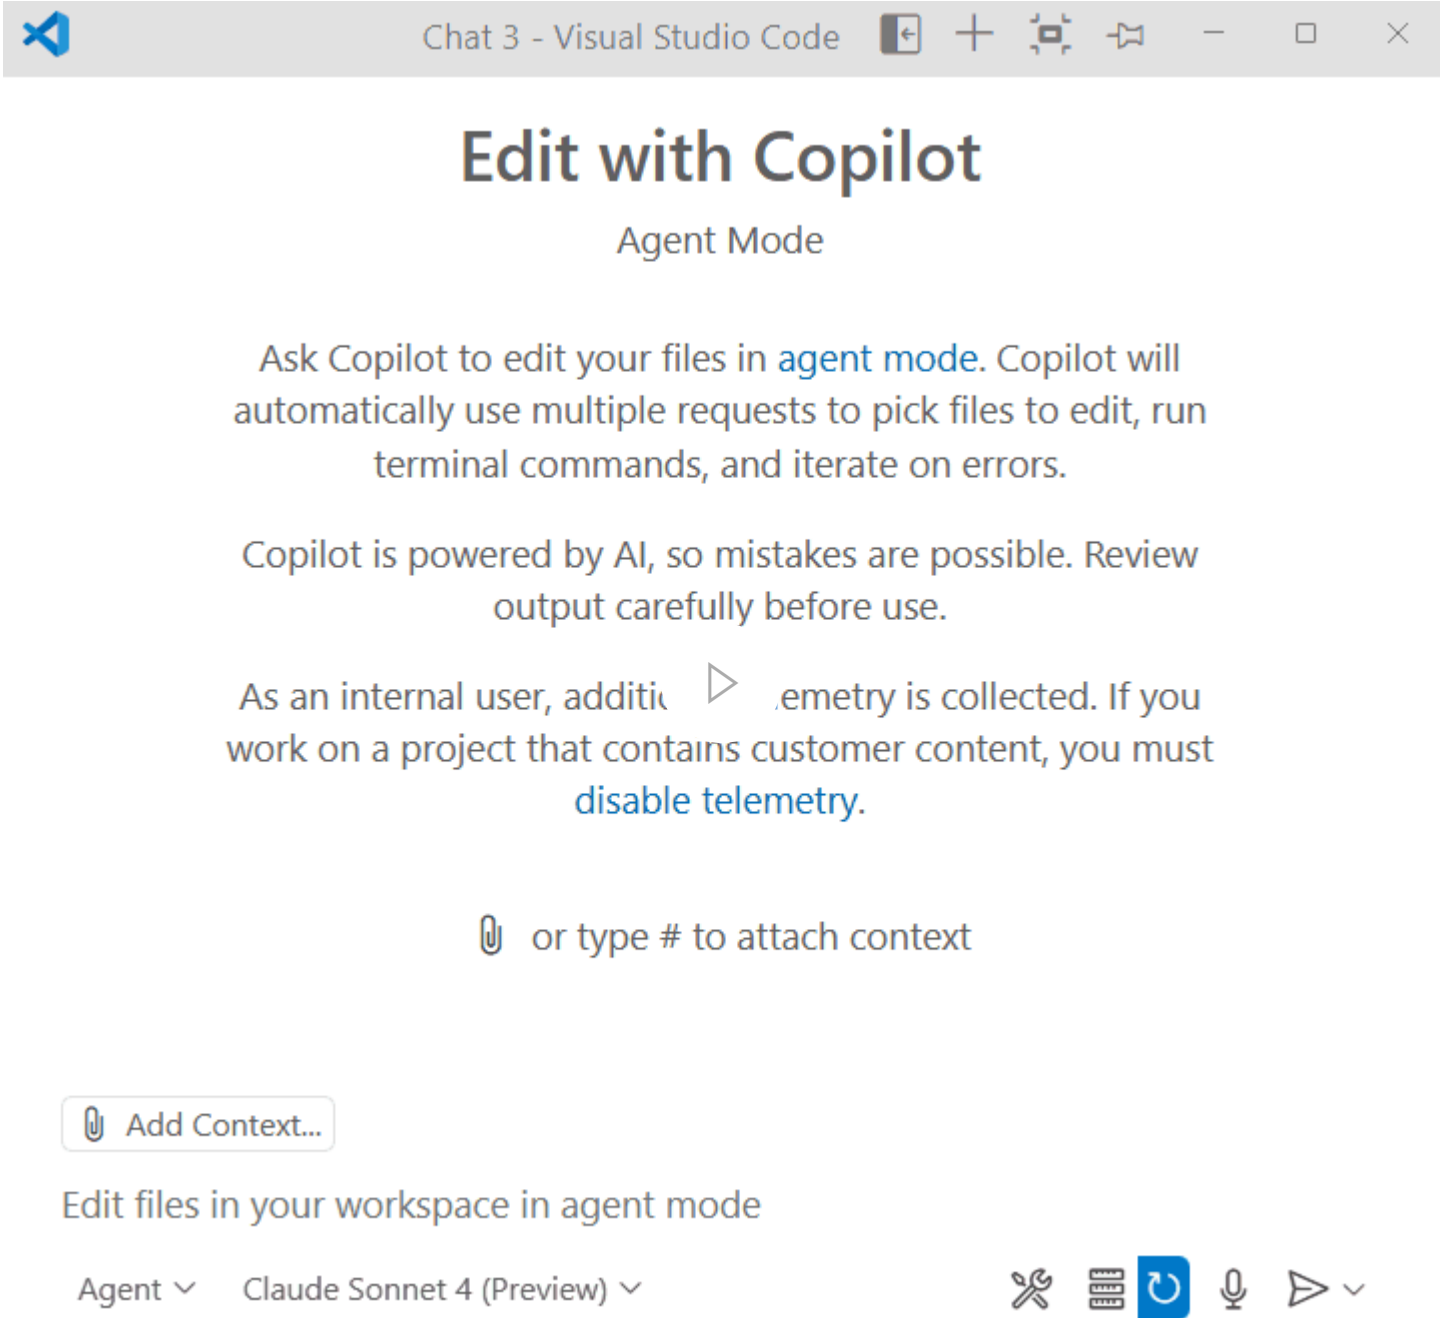 Chat 3 - Visual Studio Code
Edit with Copilot
Agent Mode
Ask Copilot to edit your files in agent mode. Copilot will
automatically use multiple requests to pick files to edit, run
terminal commands, and iterate on errors.
Copilot is powered by AI, so mistakes are possible. Review
output carefully before use.
As an internal user, is collected. If you
work on a project that contains customer content, you must
disable telemetry.
or type # to attach context
Add Context...
Edit files in your workspace in agent mode
Agent Claude Sonnet 4 (Preview)